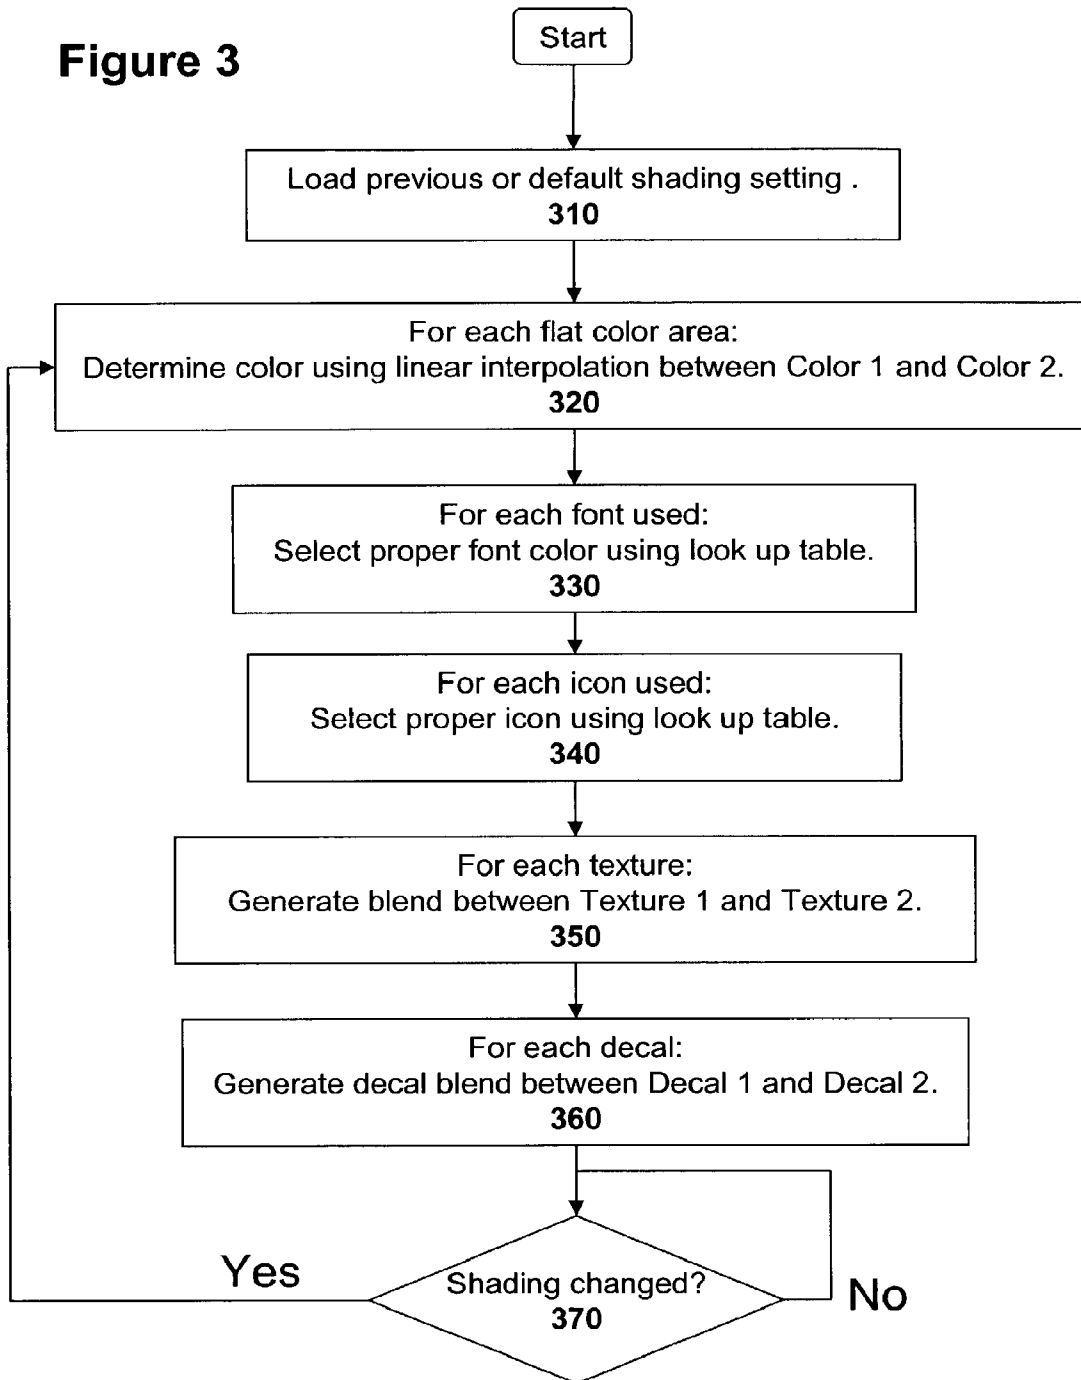 Figure 3
Start
Load previous or default shading setting .
310
For each flat color area:
Determine color using linear interpolation between Color 1 and Color 2.
320
For each font used:
Select proper font color using look up table.
330
For each icon used:
Select proper icon using look up table.
340
For each texture:
Generate blend between Texture 1 and Texture 2.
350
For each decal:
Generate decal blend between Decal 1 and Decal 2.
360
Yes
Shading changed?
370
No